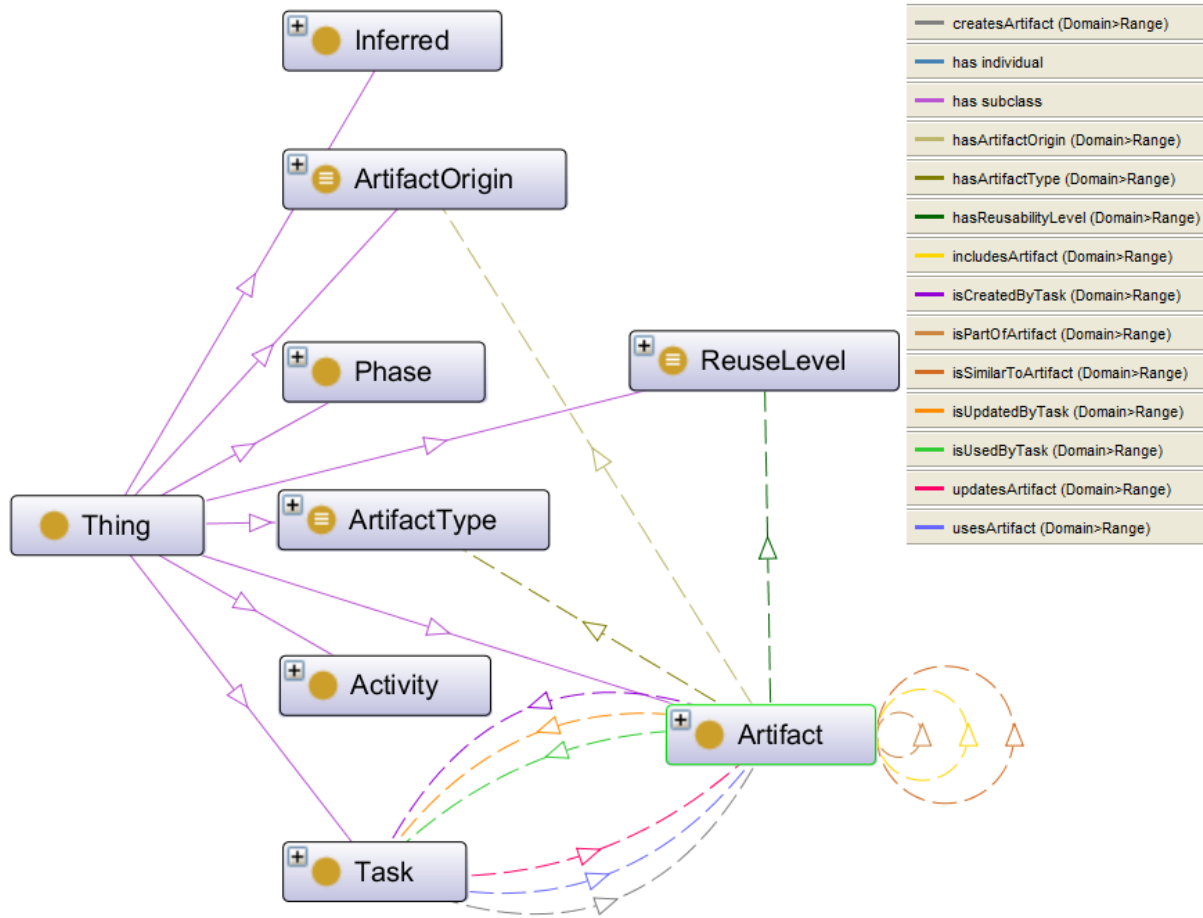 Inferred
ArtifactOrigin
Phase
ReuseLevel
Thing
ArtifactType
Activity
Artifact
Task
createsArtifact (Domain>Range)
has individual
has subclass
hasArtifactOrigin (Domain>Range)
hasArtifactType (Domain>Range)
hasReusabilityLevel (Domain>Range)
includesArtifact (Domain>Range)
isCreatedByTask (Domain>Range)
isPartOfArtifact (Domain>Range)
isSimilarToArtifact (Domain>Range)
isUpdatedByTask (Domain>Range)
isUsedByTask (Domain>Range)
updatesArtifact (Domain>Range)
usesArtifact (Domain>Range)